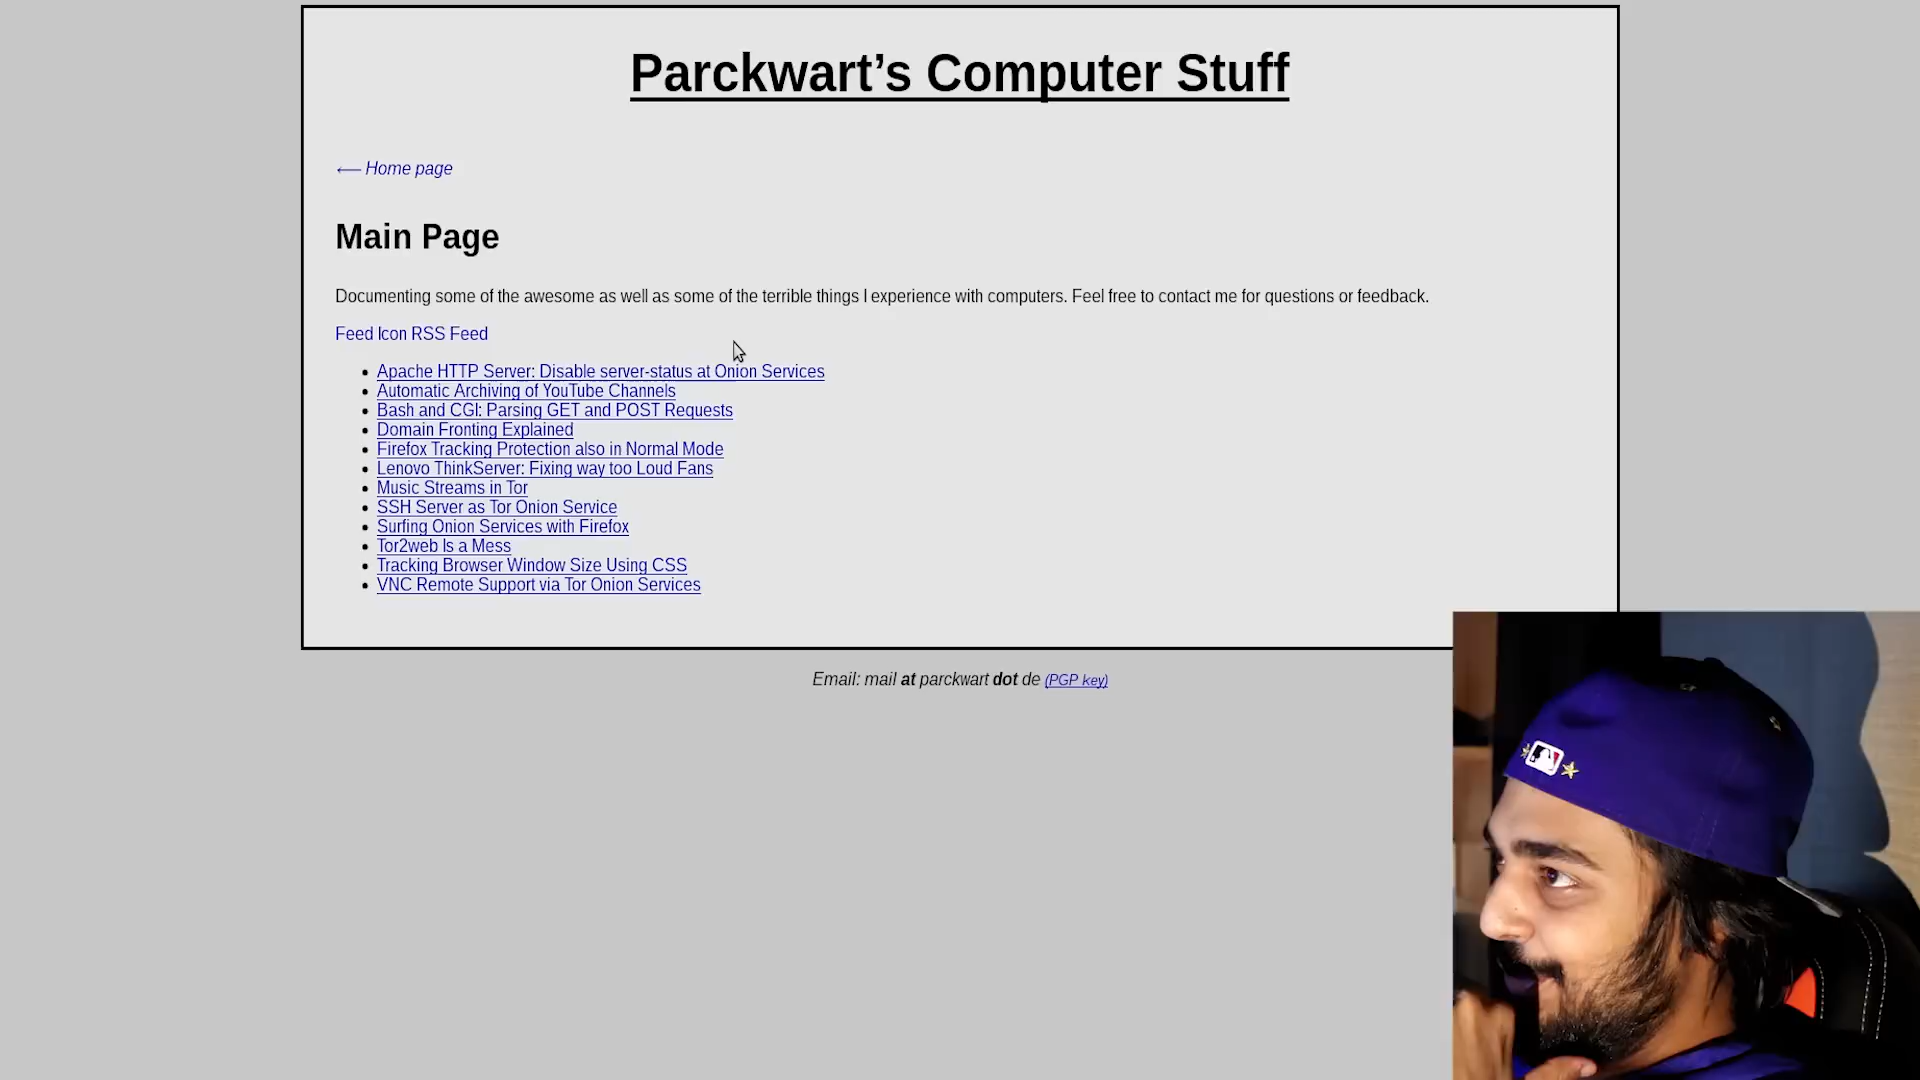 Parckwart’s Computer Stuff
⟵ Home page
Main Page
Documenting some of the awesome as well as some of the terrible things I experience with computers. Feel free to contact me for questions or feedback.
Feed Icon RSS Feed
Apache HTTP Server: Disable server-status at Onion Services
Automatic Archiving of YouTube Channels
Bash and CGI: Parsing GET and POST Requests
Domain Fronting Explained
Firefox Tracking Protection also in Normal Mode
Lenovo ThinkServer: Fixing way too Loud Fans
Music Streams in Tor
SSH Server as Tor Onion Service
Surfing Onion Services with Firefox
Tor2web Is a Mess
Tracking Browser Window Size Using CSS
VNC Remote Support via Tor Onion Services
Email: mail at parckwart dot de (PGP key)